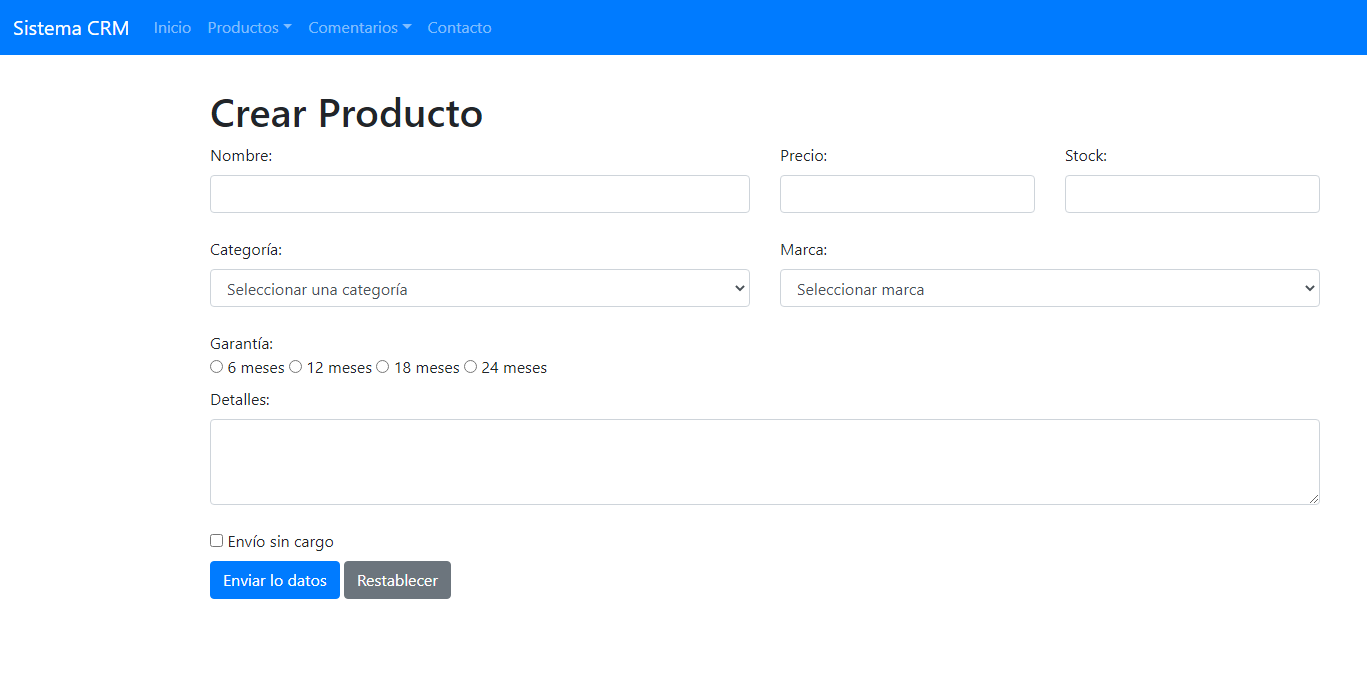 Sistema CRM Inicio Productos Comentarios Contacto
Crear Producto
Nombre: Precio: Stock:
Categoría: Marca:
Seleccionar una categoría Seleccionar marca
Garantía:
6 meses 12 meses 18 meses 24 meses
Detalles:
Envío sin cargo
Enviar lo datos Restablecer